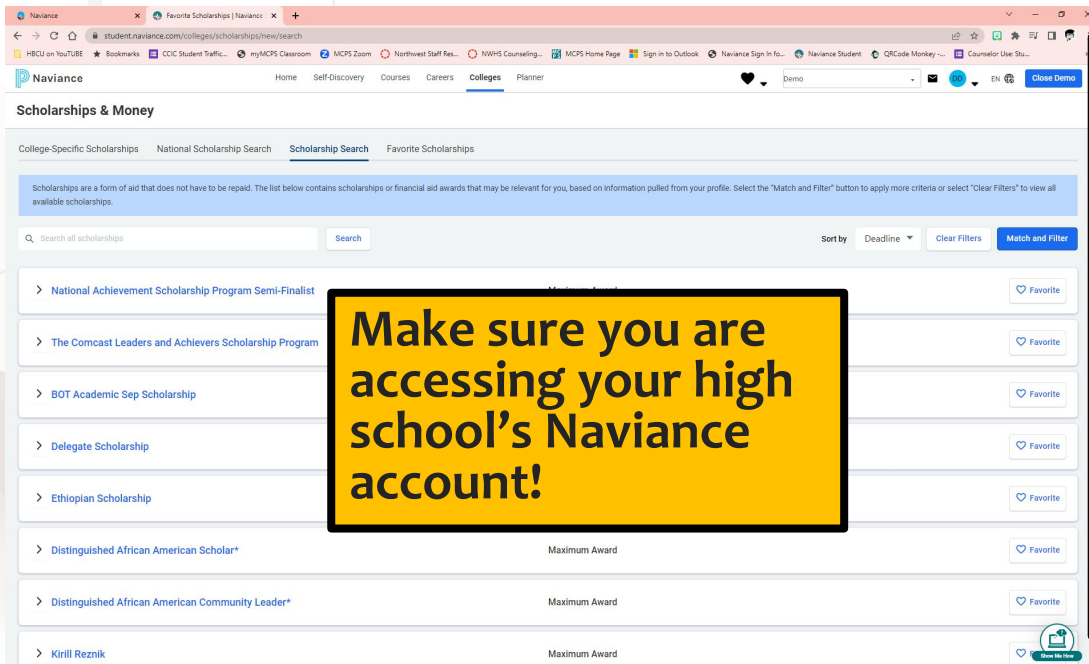 Naviance
Favorite Scholarships | Naviance
student.naviance.com/colleges/scholarships/new/search
HBCU on YouTUBE Bookmarks CCIC Student Traffic... myMCPS Classroom MCPS Zoom Northwest Staff Res... NWHS Counseling... MCPS Home Page Sign in to Outlook Naviance Sign In fo... Naviance Student QRCode Monkey -... Counselor Use: Stu...
Naviance Home Self-Discovery Courses Careers Colleges Planner Demo DD EN Close Demo
Scholarships & Money
College-Specific Scholarships National Scholarship Search Scholarship Search Favorite Scholarships
Scholarships are a form of aid that does not have to be repaid. The list below contains scholarships or financial aid awards that may be relevant for you, based on information pulled from your profile. Select the "Match and Filter" button to apply more criteria or select "Clear Filters" to view all
available scholarships.
Search all scholarships Search Sort by Deadline Clear Filters Match and Filter
National Achievement Scholarship Program Semi-Finalist Maximum Award Favorite
The Comcast Leaders and Achievers Scholarship Program Favorite
BOT Academic Sep Scholarship Favorite
Delegate Scholarship Favorite
Ethiopian Scholarship Favorite
Make sure you are
accessing your high
school's Naviance
account!
Distinguished African American Scholar* Maximum Award Favorite
Distinguished African American Community Leader* Maximum Award Favorite
Kirill Reznik Maximum Award
Show Me How